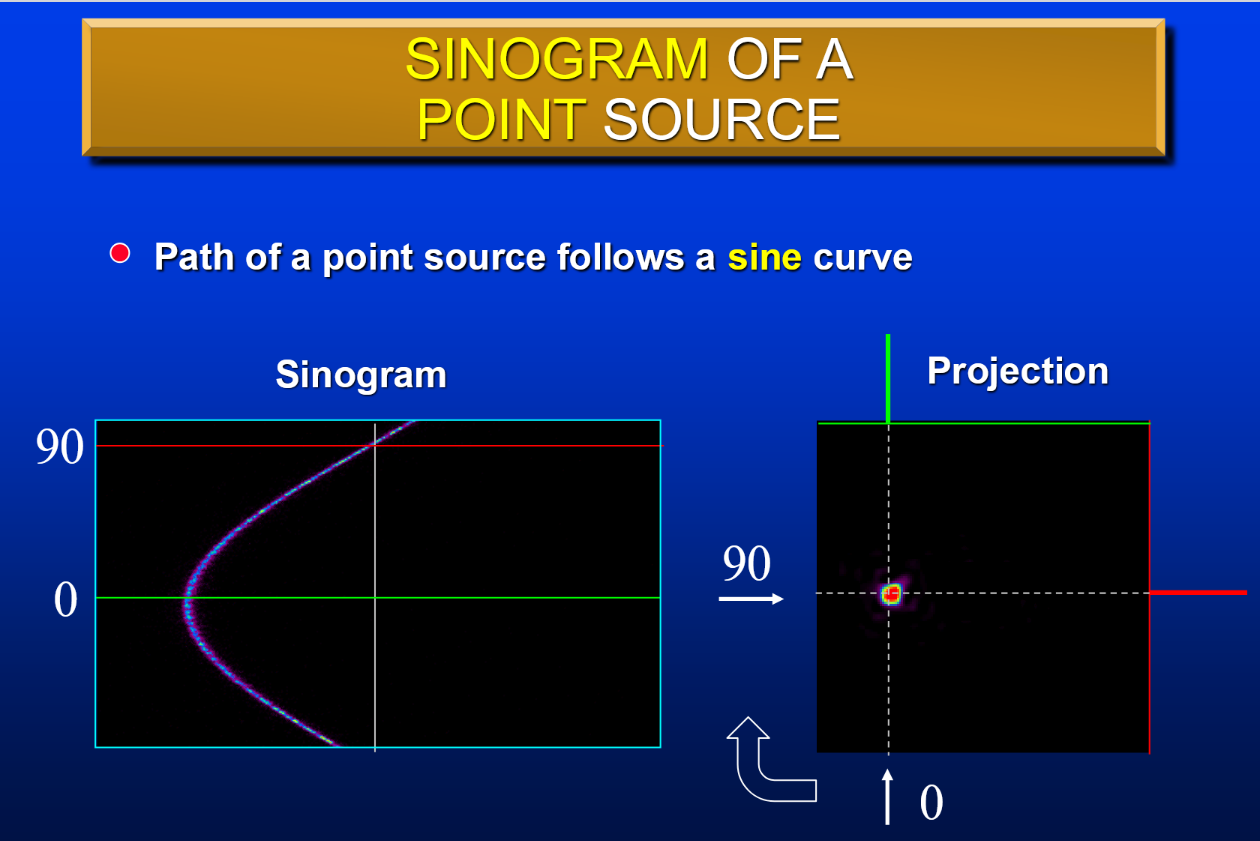 SINOGRAM OF A
POINT SOURCE
Path of a point source follows a sine curve
Sinogram
Projection
90
0
90
0